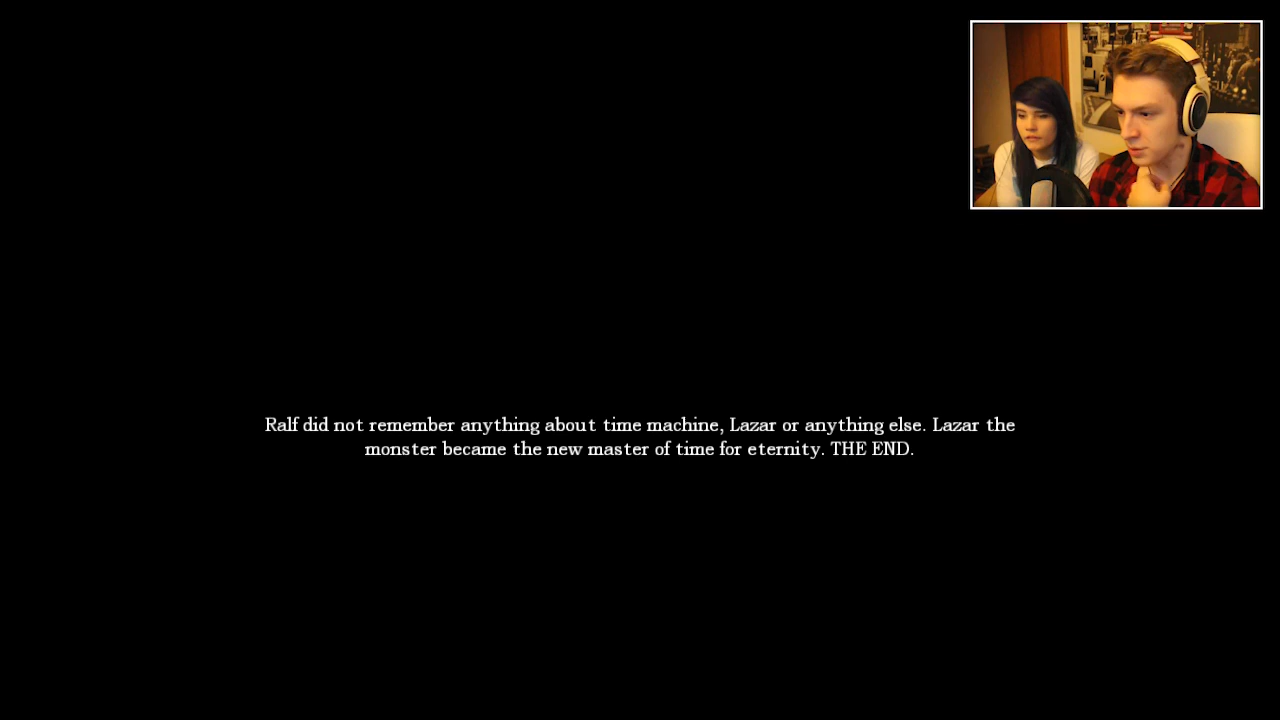 Ralf did not remember anything about time machine, Lazar or anything else. Lazar the
monster became the new master of time for eternity. THE END.